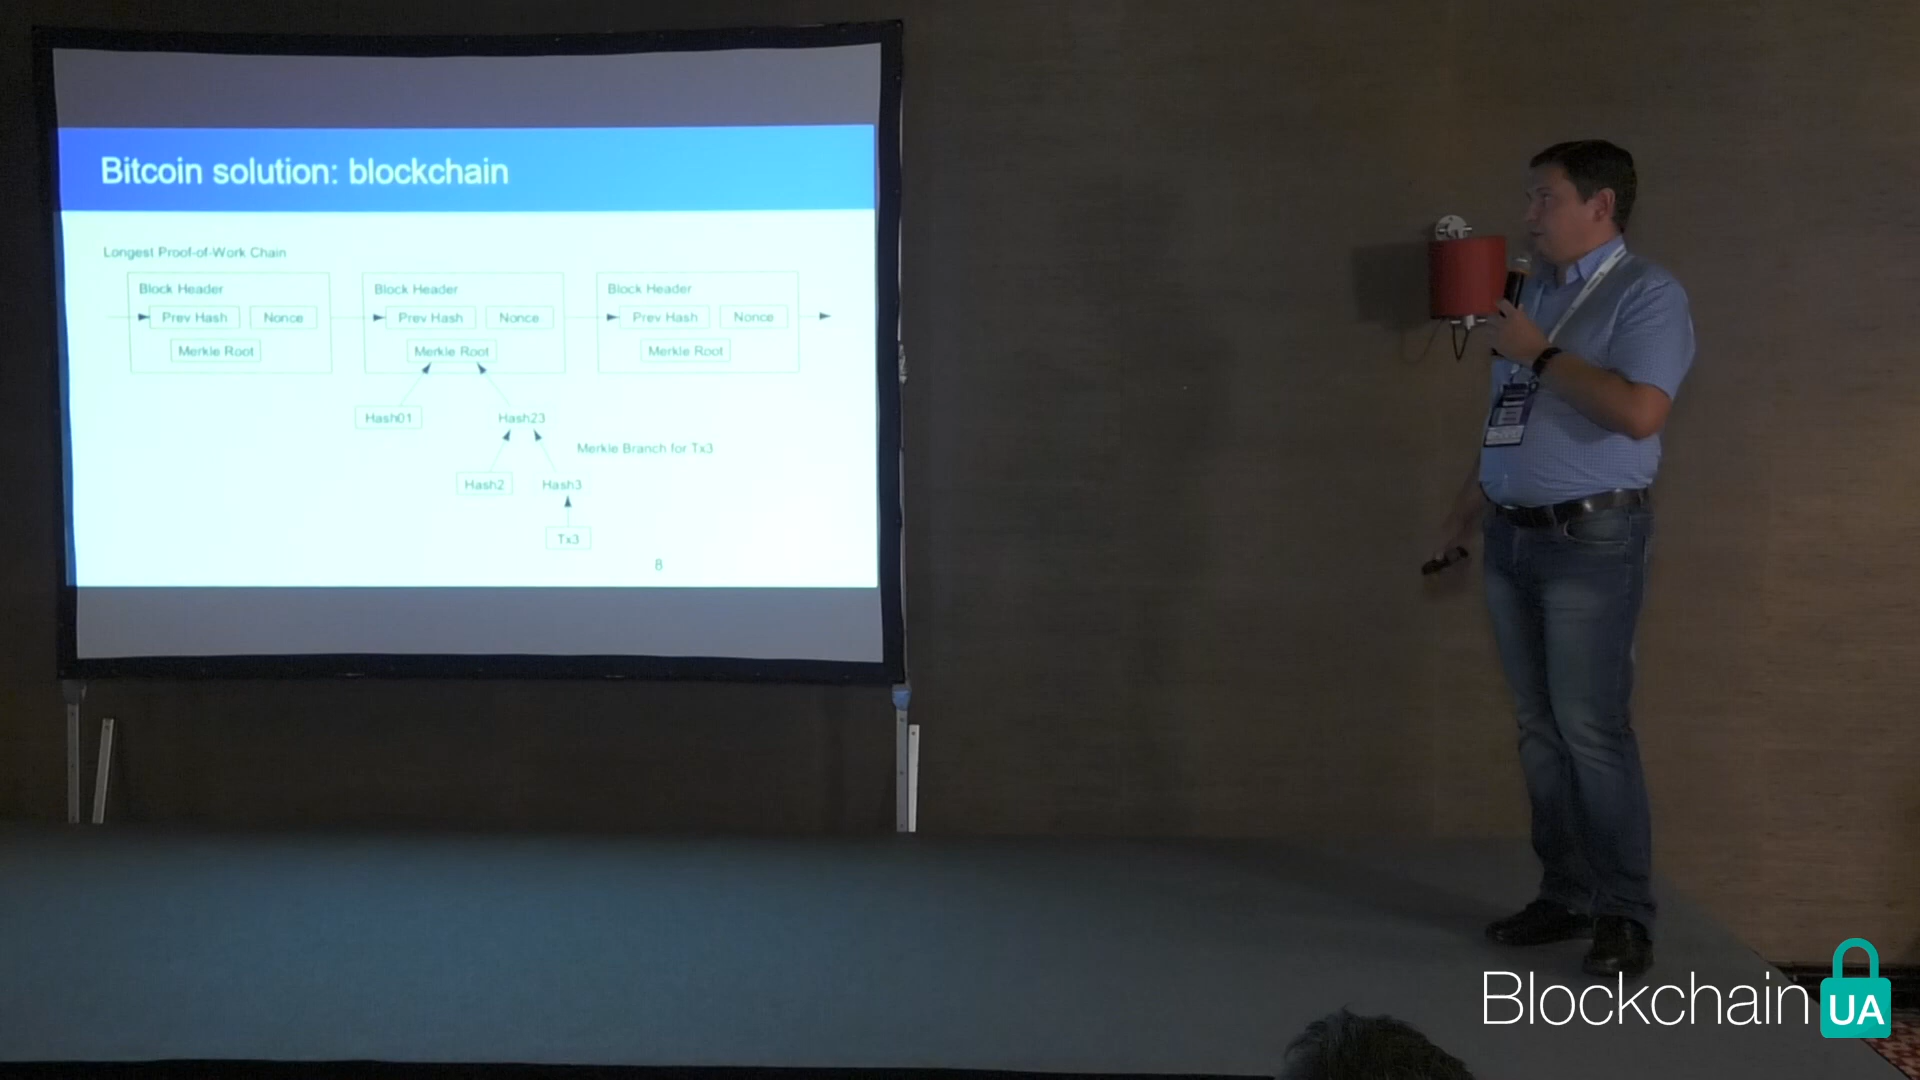 Bitcoin solution: blockchain
Longest Proof-of-Work Chain
Block Header
Prev Hash
Nonce
Merkle Root
Block Header
Prev Hash
Nonce
Merkle Root
Block Header
Prev Hash
Nonce
Merkle Root
Hash01
Hash23
Merkle Branch for Tx3
Hash2
Hash3
Tx3
8
Blockchain UA